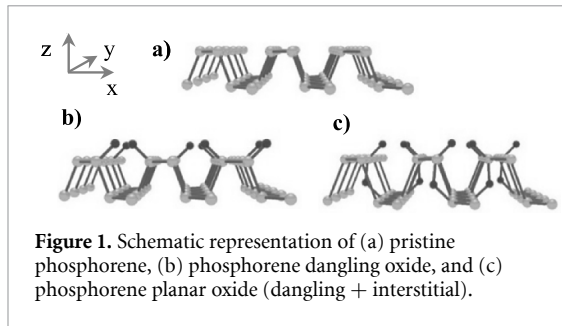 a)
z
y
x
b)
c)
Figure 1. Schematic representation of (a) pristine
phosphorene, (b) phosphorene dangling oxide, and (c)
phosphorene planar oxide (dangling + interstitial).